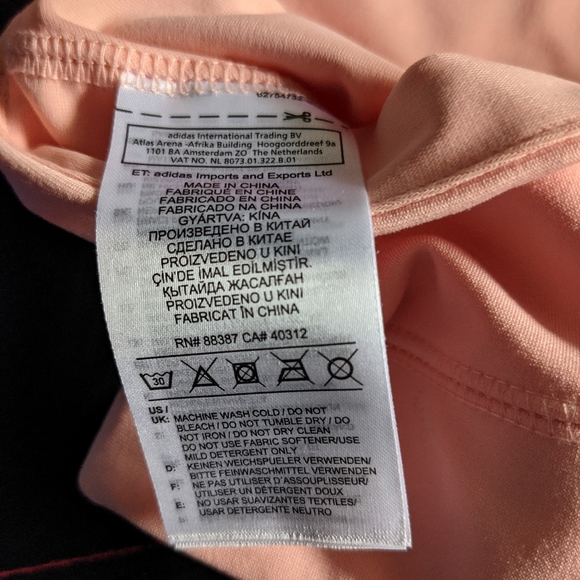 adidas International Trading BV
Atlas Arena -Afrika Building Hoogoorddreef 9a
1101 BA Amsterdam ZO The Netherlands
VAT NO. NL 8073.01.322.B.01
ET: adidas Imports and Exports Ltd
MADE IN CHINA
FABRIQUÉ EN CHINE
FABRICADO EN CHINA
FABRICADO NA CHINA
GYÁRTVA: KÍNA
ПРОИЗВЕДЕНО В КИТАЙ
СДЕЛАНО В КИТАЕ
PROIZVEDENO U KINI
ÇİN'DE İMAL EDİLMİŞTİR.
ҚЫТАЙДА ЖАСАЛҒАН
PROIZVEDENO U KINI
FABRICAT ÎN CHINA
RN# 88387 CA# 40312
30
US /
UK: MACHINE WASH COLD / DO NOT
BLEACH / DO NOT TUMBLE DRY / DO
NOT IRON / DO NOT DRY CLEAN
DO NOT USE FABRIC SOFTENER/USE
MILD DETERGENT ONLY
D: KEINEN WEICHSPUELER VERWENDEN/
BITTE FEINWASCHMITTEL VERWENDEN
F: NE PAS UTILISER D'ASSOUPLISSEUR/
UTILISER UN DÉTERGENT DOUX
E: NO USAR SUAVIZANTES TEXTILES/
USAR DETERGENTE NEUTRO